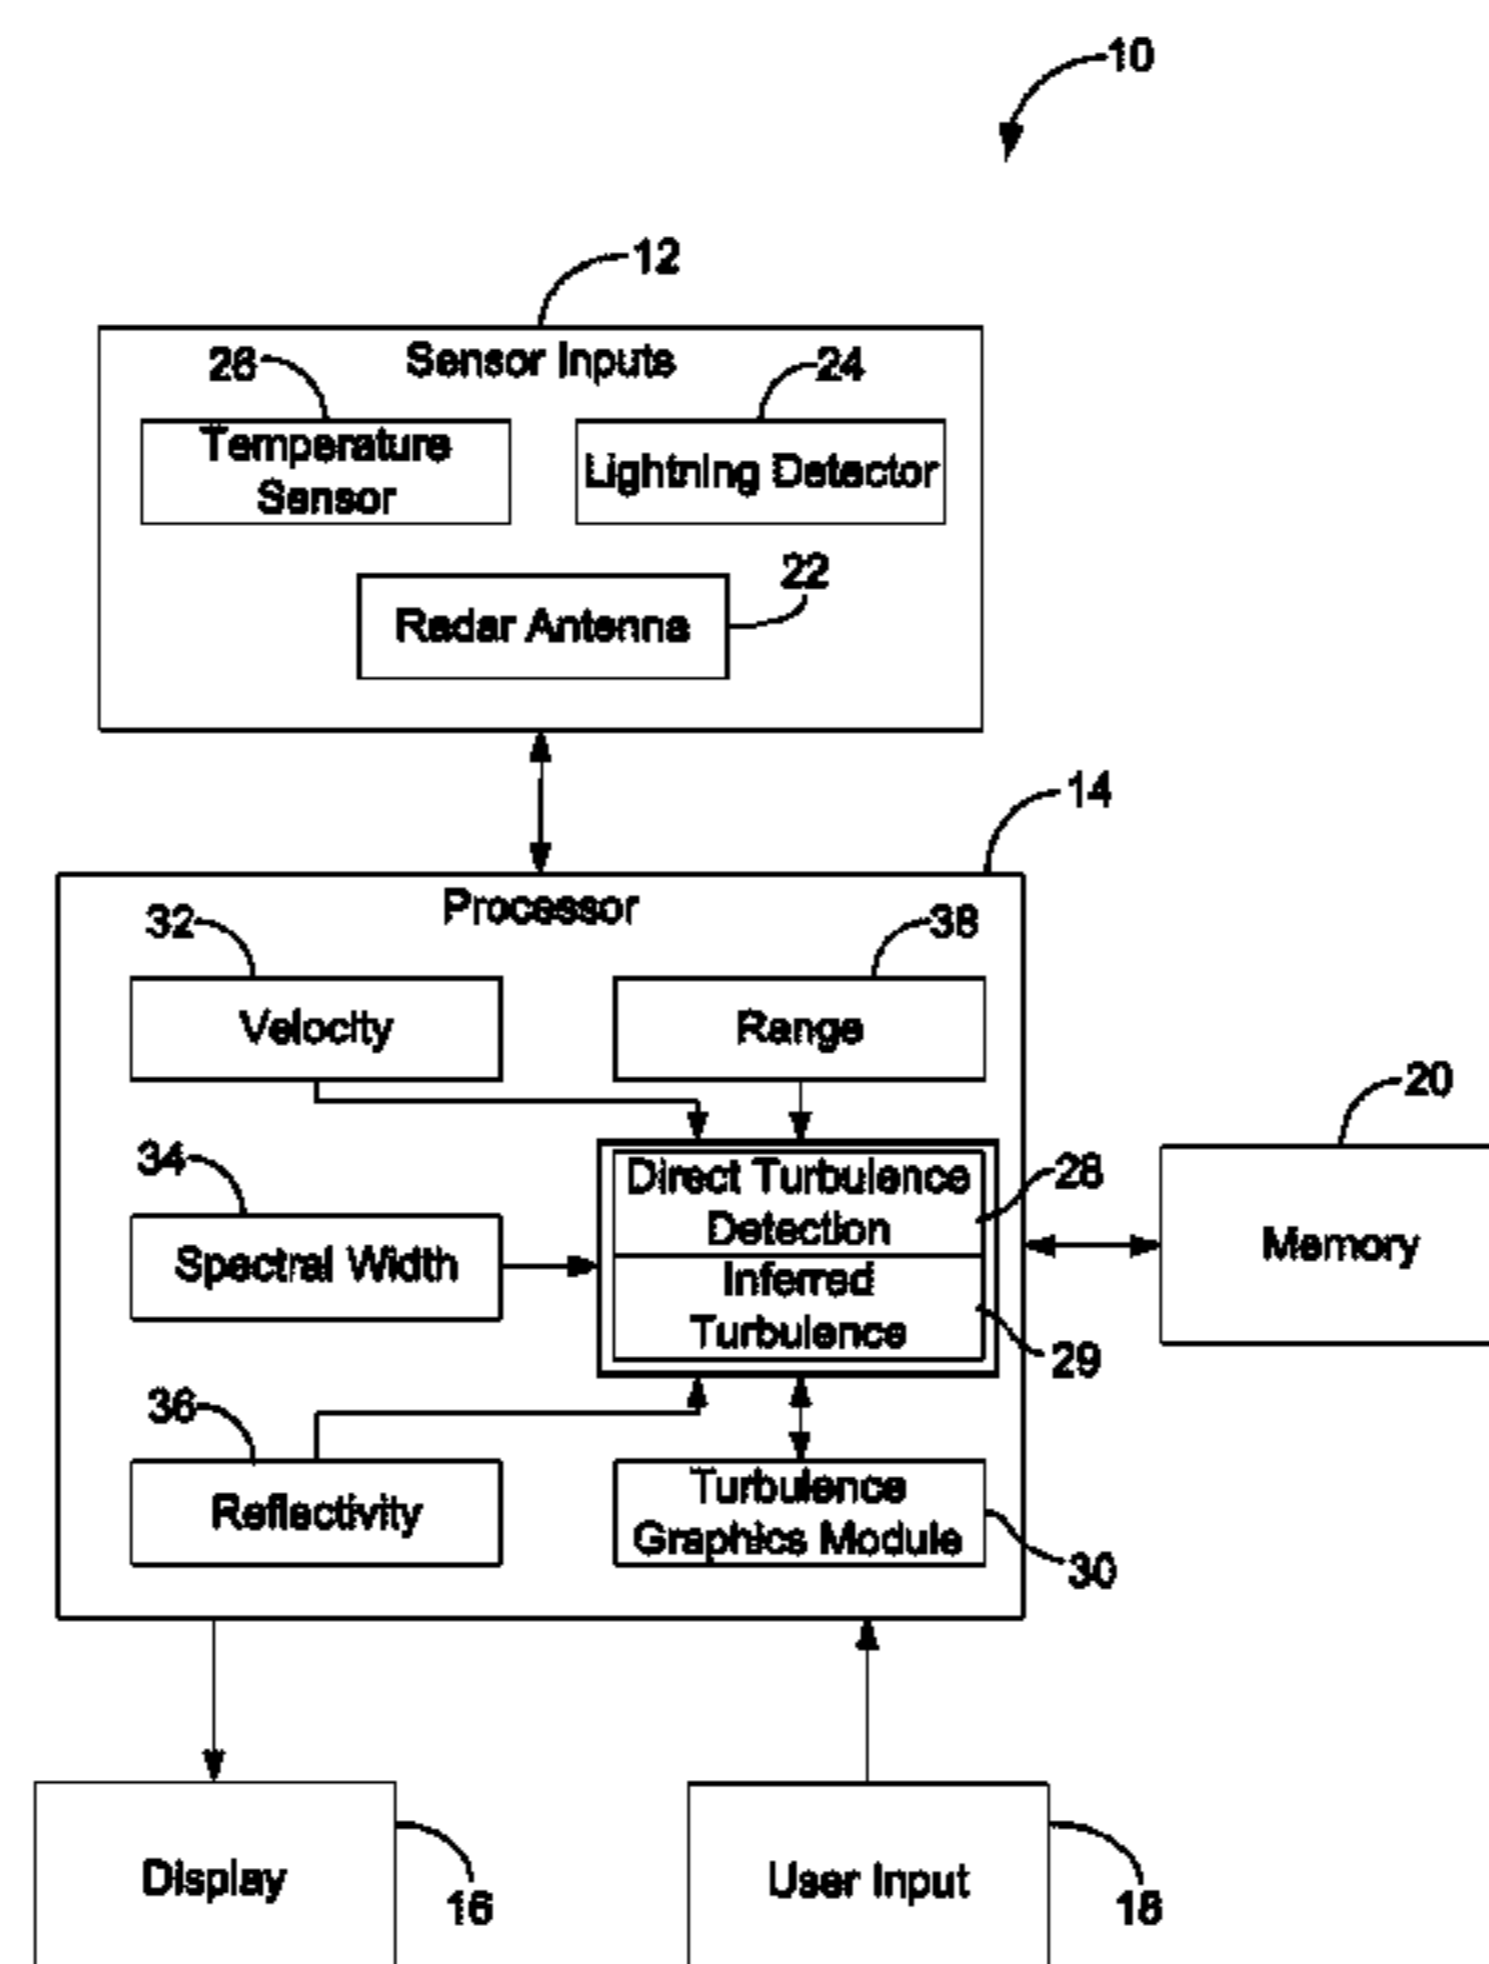 10
12
Sensor Inputs
26
24
Temperature
Sensor
Lightning Detector
22
Radar Antenna
14
Processor
32
38
Velocity
Range
20
34
Direct Turbulence
Detection
28
Spectral Width
Inferred
Turbulence
29
Memory
36
Reflectivity
Turbulence
Graphics Module
30
Display
16
User Input
18